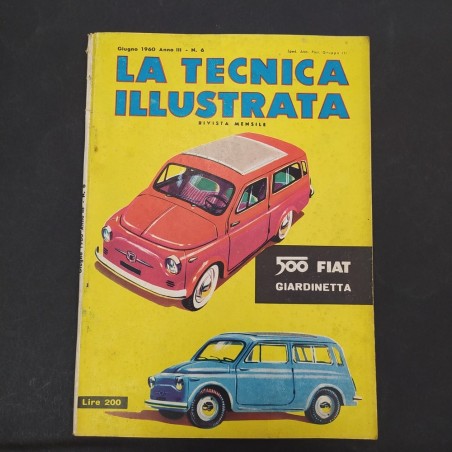 Giugno 1960 Anno III - N. 6
LA TECNICA
ILLUSTRATA
RIVISTA MENSILE
500 FIAT
GIARDINETTA
Lire 200